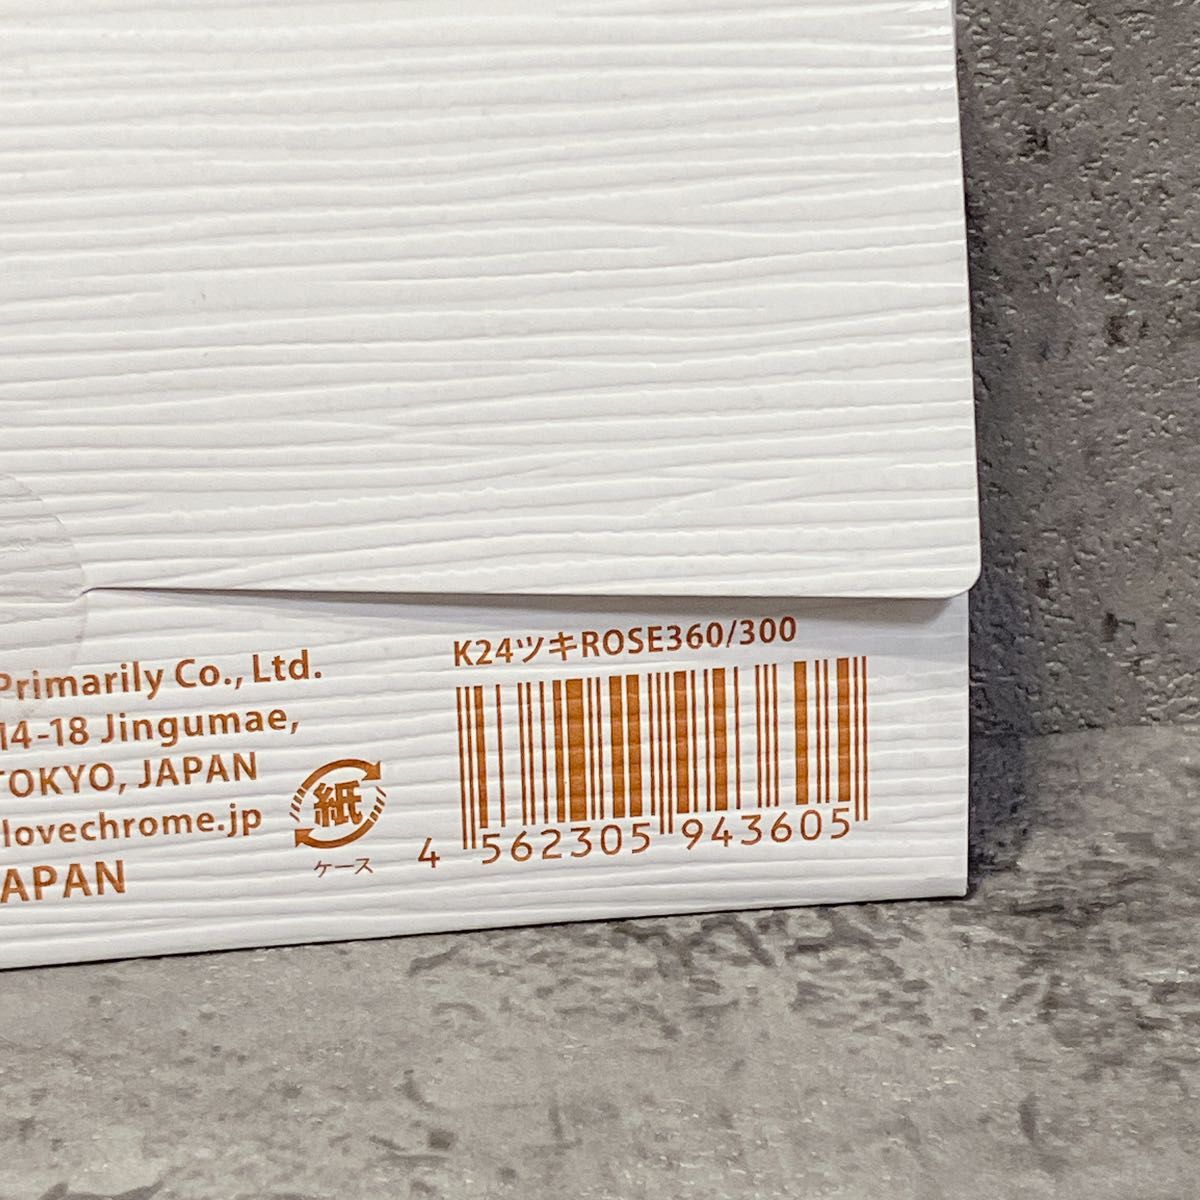 Primarily Co., Ltd.
14-18 Jingumae,
TOKYO, JAPAN
lovechrome.jp
JAPAN
紙
ケース
K24ツキROSE360/300
4 562305 943605